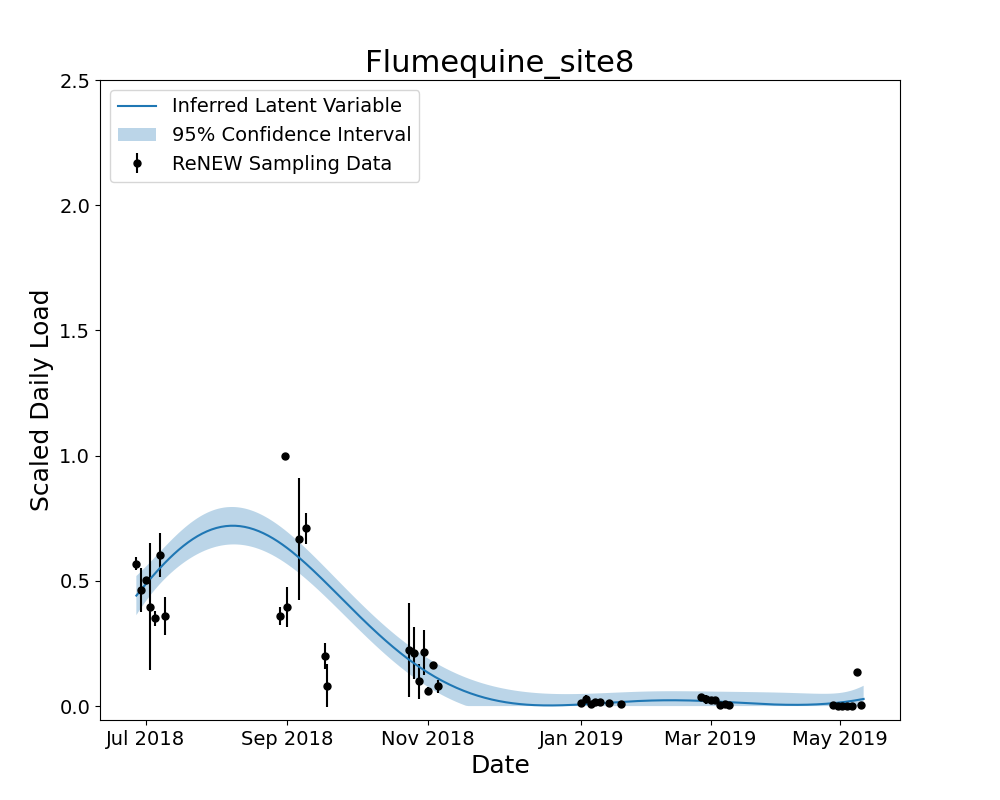 Flumequine_site8
Inferred Latent Variable
95% Confidence Interval
ReNEW Sampling Data
Scaled Daily Load
2.5
2.0
1.5
1.0
0.5
0.0
Jul 2018
Sep 2018
Nov 2018
Jan 2019
Mar 2019
May 2019
Date